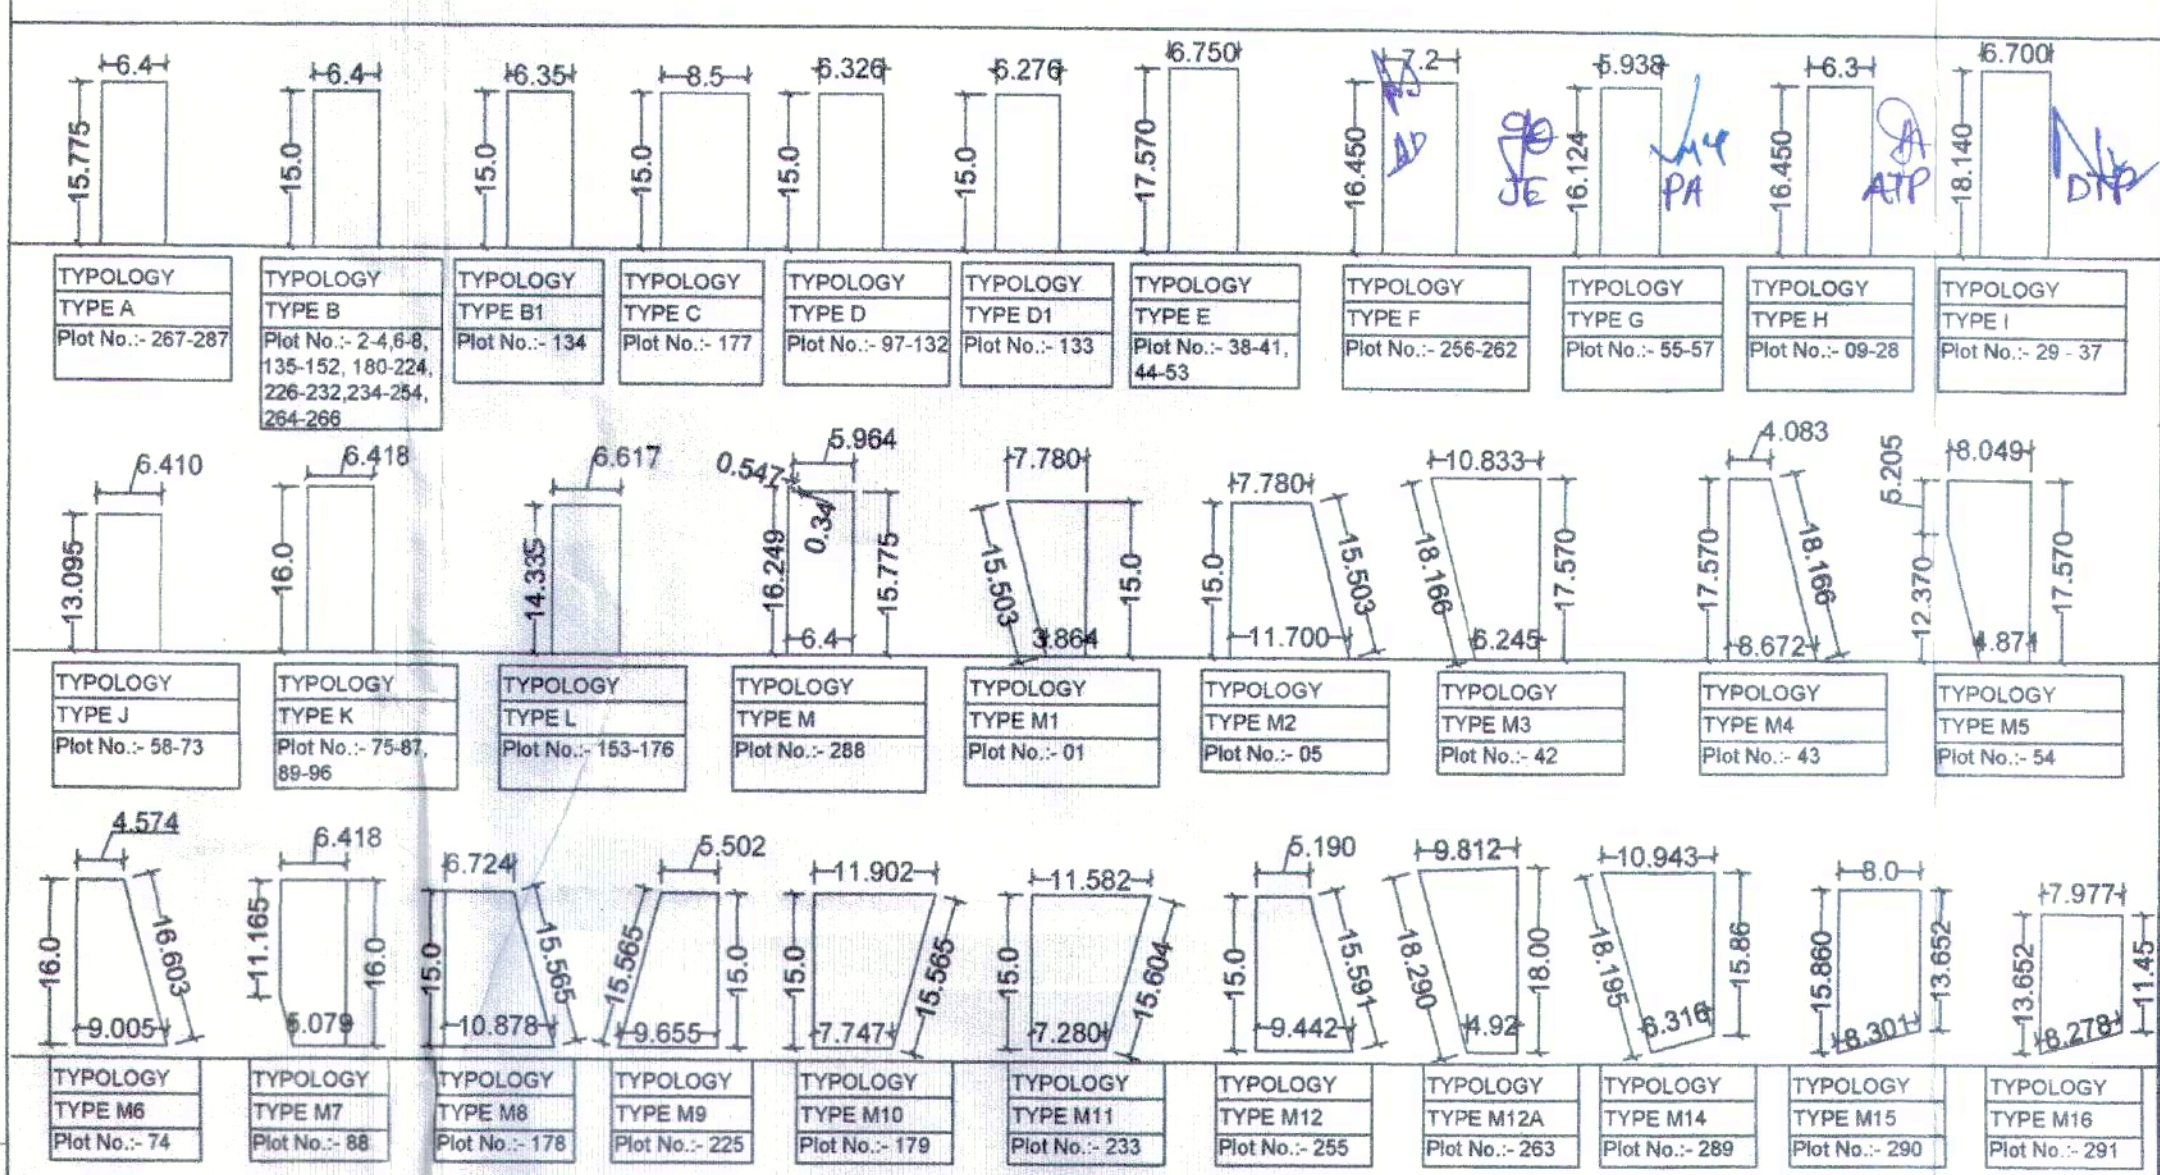 6.4
6.4
6.35
8.5
6.326
6.276
6.750
7.2
5.938
6.3
6.700
15.775
15.0
15.0
15.0
15.0
15.0
17.570
16.450
16.124
16.450
18.140
AD
JE
PA
ATP
DTP
TYPOLOGY
TYPE A
Plot No.:- 267-287
TYPOLOGY
TYPE B
Plot No.:- 2-4,6-8,
135-152, 180-224,
226-232,234-254,
264-266
TYPOLOGY
TYPE B1
Plot No.:- 134
TYPOLOGY
TYPE C
Plot No.:- 177
TYPOLOGY
TYPE D
Plot No.:- 97-132
TYPOLOGY
TYPE D1
Plot No.:- 133
TYPOLOGY
TYPE E
Plot No.:- 38-41,
44-53
TYPOLOGY
TYPE F
Plot No.:- 256-262
TYPOLOGY
TYPE G
Plot No.:- 55-57
TYPOLOGY
TYPE H
Plot No.:- 09-28
TYPOLOGY
TYPE I
Plot No.:- 29 - 37
6.410
13.095
6.418
16.0
6.617
14.335
5.964
0.547
0.34
16.249
15.775
6.4
7.780
15.503
15.0
3.864
7.780
15.0
15.503
11.700
10.833
18.166
17.570
6.245
4.083
17.570
18.166
8.672
8.049
5.205
12.370
17.570
4.871
TYPOLOGY
TYPE J
Plot No.:- 58-73
TYPOLOGY
TYPE K
Plot No.:- 75-87,
89-96
TYPOLOGY
TYPE L
Plot No.:- 153-176
TYPOLOGY
TYPE M
Plot No.:- 288
TYPOLOGY
TYPE M1
Plot No.:- 01
TYPOLOGY
TYPE M2
Plot No.:- 05
TYPOLOGY
TYPE M3
Plot No.:- 42
TYPOLOGY
TYPE M4
Plot No.:- 43
TYPOLOGY
TYPE M5
Plot No.:- 54
4.574
16.0
16.603
9.005
6.418
11.165
16.0
5.079
6.724
15.0
15.565
10.878
5.502
15.565
15.0
9.655
11.902
15.0
15.565
7.747
11.582
15.0
15.604
7.280
5.190
15.0
15.591
9.442
9.812
18.290
18.00
4.92
10.943
18.195
15.86
6.316
8.0
15.860
13.652
8.301
7.977
13.652
11.45
8.278
TYPOLOGY
TYPE M6
Plot No.:- 74
TYPOLOGY
TYPE M7
Plot No.:- 88
TYPOLOGY
TYPE M8
Plot No.:- 178
TYPOLOGY
TYPE M9
Plot No.:- 225
TYPOLOGY
TYPE M10
Plot No.:- 179
TYPOLOGY
TYPE M11
Plot No.:- 233
TYPOLOGY
TYPE M12
Plot No.:- 255
TYPOLOGY
TYPE M12A
Plot No.:- 263
TYPOLOGY
TYPE M14
Plot No.:- 289
TYPOLOGY
TYPE M15
Plot No.:- 290
TYPOLOGY
TYPE M16
Plot No.:- 291